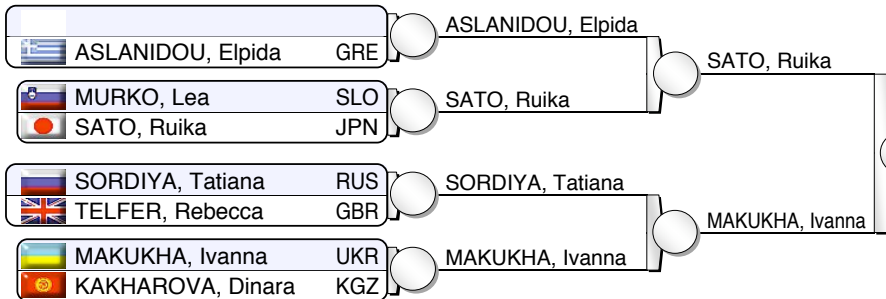 ASLANIDOU, Elpida GRE
MURKO, Lea SLO
SATO, Ruika JPN
SORDIYA, Tatiana RUS
TELFER, Rebecca GBR
MAKUKHA, Ivanna UKR
KAKHAROVA, Dinara KGZ
ASLANIDOU, Elpida
SATO, Ruika
SORDIYA, Tatiana
MAKUKHA, Ivanna
SATO, Ruika
MAKUKHA, Ivanna